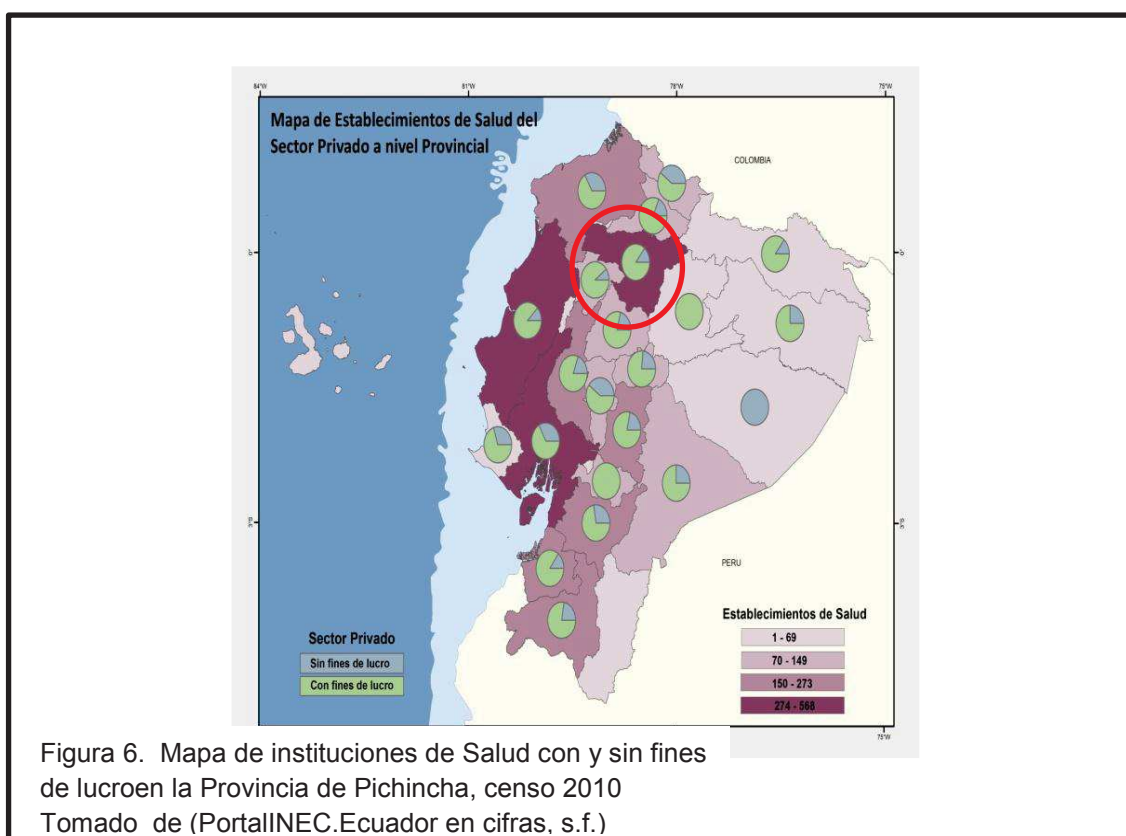 84°W
81°W
78°W
75°W
Mapa de Establecimientos de Salud del
Sector Privado a nivel Provincial
COLOMBIA
0°
0°
3°S
3°S
PERU
Sector Privado
Sin fines de lucro
Con fines de lucro
Establecimientos de Salud
1 - 69
70 - 149
150 - 273
274 - 568
75°W
Figura 6. Mapa de instituciones de Salud con y sin fines
de lucroen la Provincia de Pichincha, censo 2010
Tomado de (PortalINEC.Ecuador en cifras, s.f.)